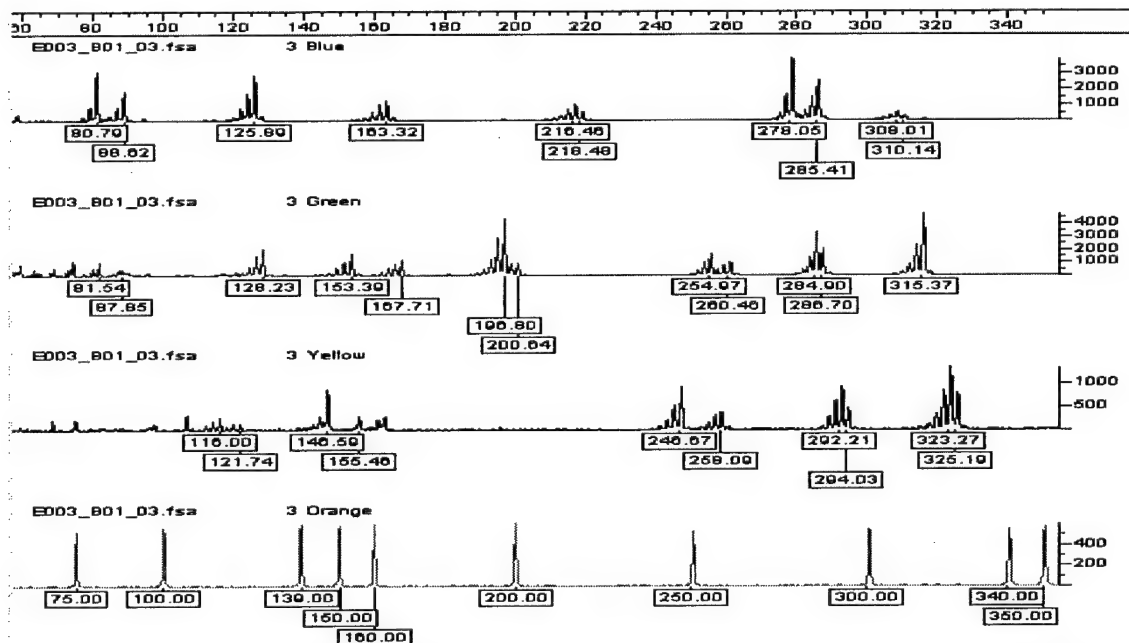 60 80 100 120 140 160 180 200 220 240 260 280 300 320 340
E003_B01_03.fsa 3 Blue
3000
2000
1000
80.79 125.89 163.32 216.46 278.05 308.01
88.62 218.48 310.14
285.41
E003_B01_03.fsa 3 Green
4000
3000
2000
1000
81.54 128.23 153.39 254.97 284.90 315.37
87.85 167.71 260.46 286.70
196.80
200.64
E003_B01_03.fsa 3 Yellow
1000
500
116.00 146.59 246.67 292.21 323.27
121.74 155.46 258.09 325.19
294.03
E003_B01_03.fsa 3 Orange
400
200
75.00 100.00 139.00 200.00 250.00 300.00 340.00
150.00 350.00
160.00